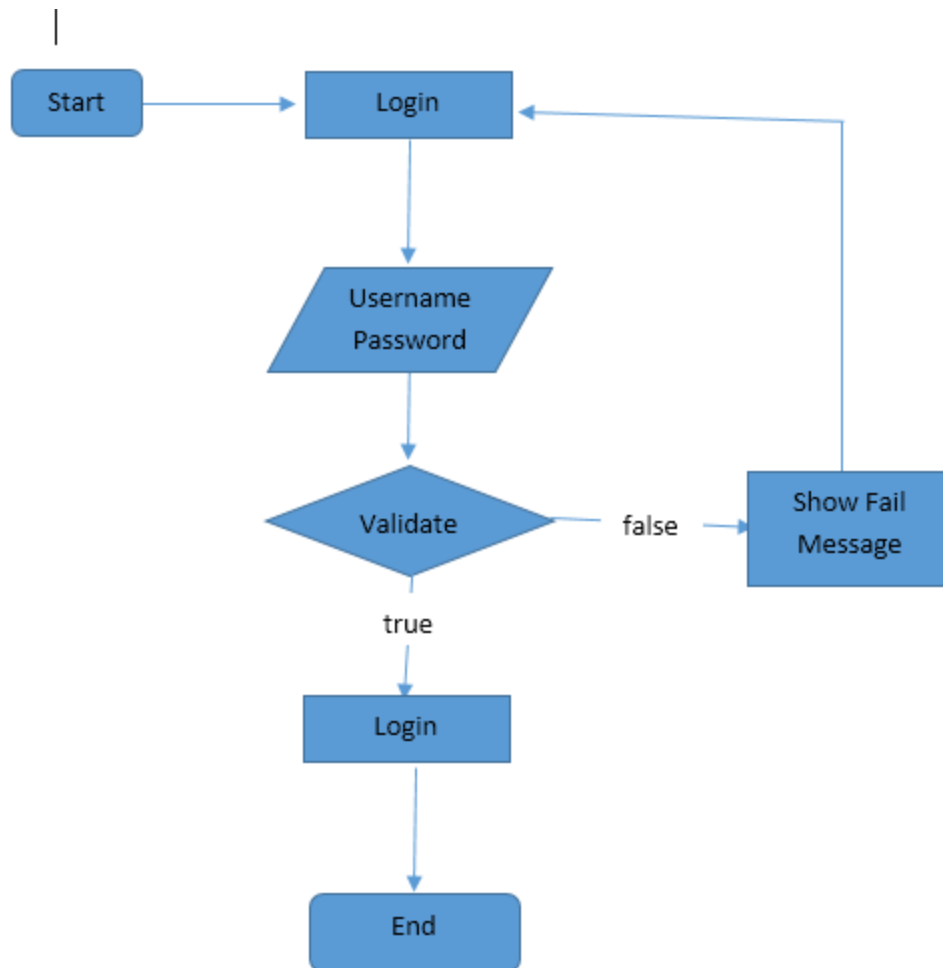 Start
Login
Username
Password
Validate
false
Show Fail
Message
true
Login
End